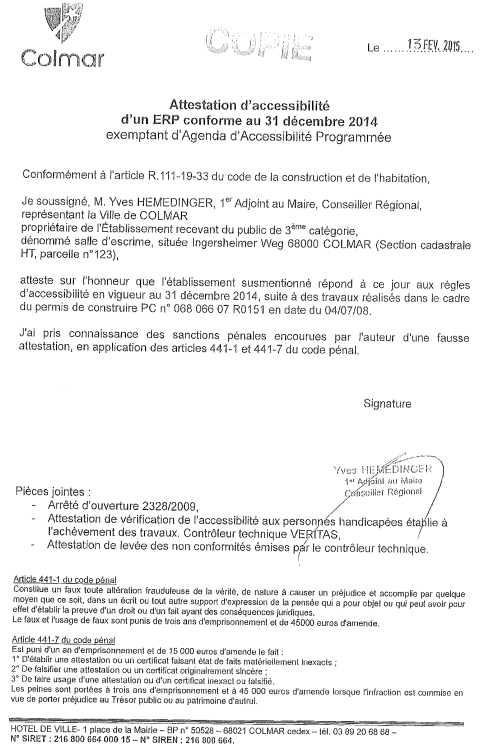 Colmar
COPIE
Le ......13 FEV. 2015....
Attestation d'accessibilité
d'un ERP conforme au 31 décembre 2014
exemptant d'Agenda d'Accessibilité Programmée
Conformément à l'article R.111-19-33 du code de la construction et de l'habitation,
Je soussigné, M. Yves HEMEDINGER, 1er Adjoint au Maire, Conseiller Régional,
représentant la Ville de COLMAR
propriétaire de l'Établissement recevant du public de 3ème catégorie,
dénommé salle d'escrime, située Ingersheimer Weg 68000 COLMAR (Section cadastrale
HT, parcelle n°123),
atteste sur l'honneur que l'établissement susmentionné répond à ce jour aux règles
d'accessibilité en vigueur au 31 décembre 2014, suite à des travaux réalisés dans le cadre
du permis de construire PC n° 068 066 07 R0151 en date du 04/07/08.
J'ai pris connaissance des sanctions pénales encourues par l'auteur d'une fausse
attestation, en application des articles 441-1 et 441-7 du code pénal.
Signature
Yves HEMEDINGER
1er Adjoint au Maire
Conseiller Régional
Pièces jointes :
- Arrêté d'ouverture 2328/2009,
- Attestation de vérification de l'accessibilité aux personnes handicapées établie à
l'achèvement des travaux. Contrôleur technique VERITAS,
- Attestation de levée des non conformités émises par le contrôleur technique.
Article 441-1 du code pénal
Constitue un faux toute altération frauduleuse de la vérité, de nature à causer un préjudice et accomplie par quelque
moyen que ce soit, dans un écrit ou tout autre support d'expression de la pensée qui a pour objet ou qui peut avoir pour
effet d'établir la preuve d'un droit ou d'un fait ayant des conséquences juridiques.
Le faux et l'usage de faux sont punis de trois ans d'emprisonnement et de 45000 euros d'amende.
Article 441-7 du code pénal
Est puni d'un an d'emprisonnement et de 15 000 euros d'amende le fait :
1° D'établir une attestation ou un certificat faisant état de faits matériellement inexacts ;
2° De falsifier une attestation ou un certificat originairement sincère ;
3° De faire usage d'une attestation ou d'un certificat inexact ou falsifié.
Les peines sont portées à trois ans d'emprisonnement et à 45 000 euros d'amende lorsque l'infraction est commise en
vue de porter préjudice au Trésor public ou au patrimoine d'autrui.
HOTEL DE VILLE- 1 place de la Mairie – BP n° 50528 – 68021 COLMAR cedex – tél. 03 89 20 68 68 –
N° SIRET : 216 800 664 000 15 – N° SIREN : 216 800 664.